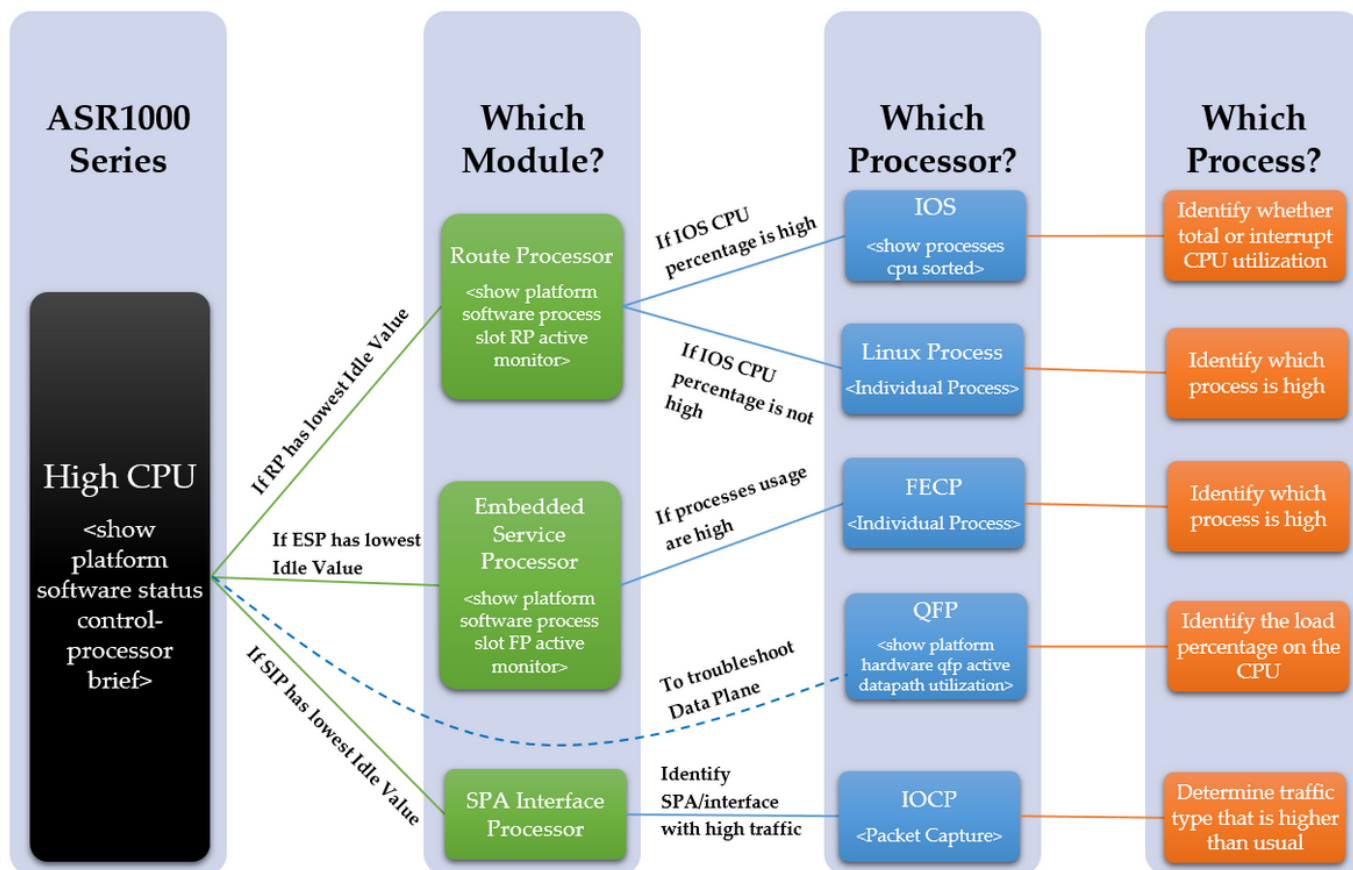 ASR1000
Series
Which
Module?
Which
Processor?
Which
Process?
High CPU
<show
platform
software status
control-
processor
brief>
If RP has lowest Idle Value
If ESP has lowest
Idle Value
If SIP has lowest Idle Value
Route Processor
<show platform
software process
slot RP active
monitor>
Embedded
Service
Processor
<show platform
software process
slot FP active
monitor>
SPA Interface
Processor
If IOS CPU
percentage is high
If IOS CPU
percentage is not
high
If processes usage
are high
To troubleshoot
Data Plane
Identify
SPA/interface
with high traffic
IOS
<show processes
cpu sorted>
Linux Process
<Individual Process>
FECP
<Individual Process>
QFP
<show platform
hardware qfp active
datapath utilization>
IOCP
<Packet Capture>
Identify whether
total or interrupt
CPU utilization
Identify which
process is high
Identify which
process is high
Identify the load
percentage on the
CPU
Determine traffic
type that is higher
than usual